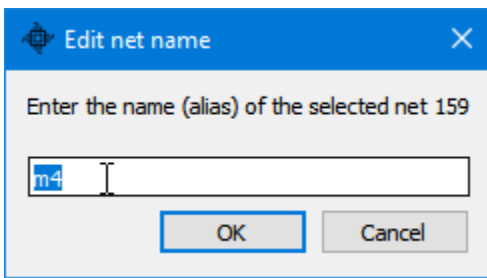 Edit net name
Enter the name (alias) of the selected net 159
m4
OK Cancel